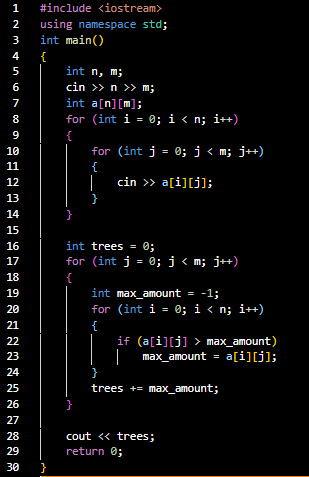 1 #include <iostream>
2 using namespace std;
3 int main()
4 {
5     int n, m;
6     cin >> n >> m;
7     int a[n][m];
8     for (int i = 0; i < n; i++)
9     {
10         for (int j = 0; j < m; j++)
11         {
12             cin >> a[i][j];
13         }
14     }
15
16     int trees = 0;
17     for (int j = 0; j < m; j++)
18     {
19         int max_amount = -1;
20         for (int i = 0; i < n; i++)
21         {
22             if (a[i][j] > max_amount)
23                 max_amount = a[i][j];
24         }
25         trees += max_amount;
26     }
27
28     cout << trees;
29     return 0;
30 }